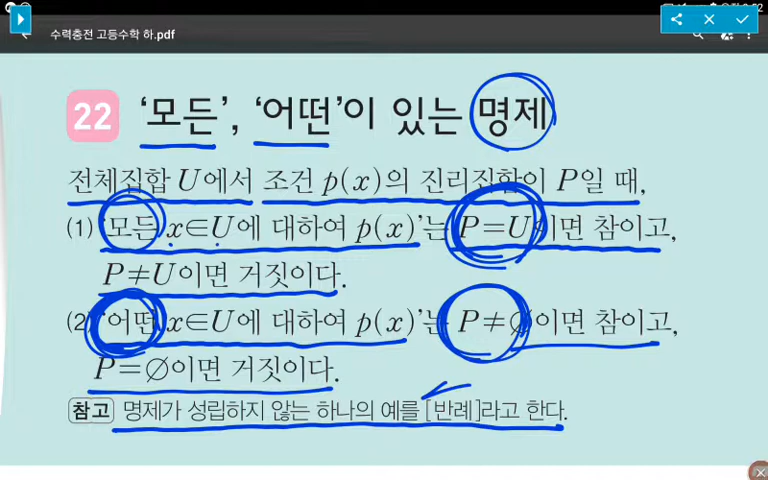 수력충전 고등수학 하.pdf
22 ‘모든’, ‘어떤’이 있는 명제
전체집합 U에서 조건 p(x)의 진리집합이 P일 때,
(1) ‘모든 x∈U에 대하여 p(x)’는 P=U이면 참이고,
P≠U이면 거짓이다.
(2) ‘어떤 x∈U에 대하여 p(x)’는 P≠∅이면 참이고,
P=∅이면 거짓이다.
참고 명제가 성립하지 않는 하나의 예를 [반례]라고 한다.